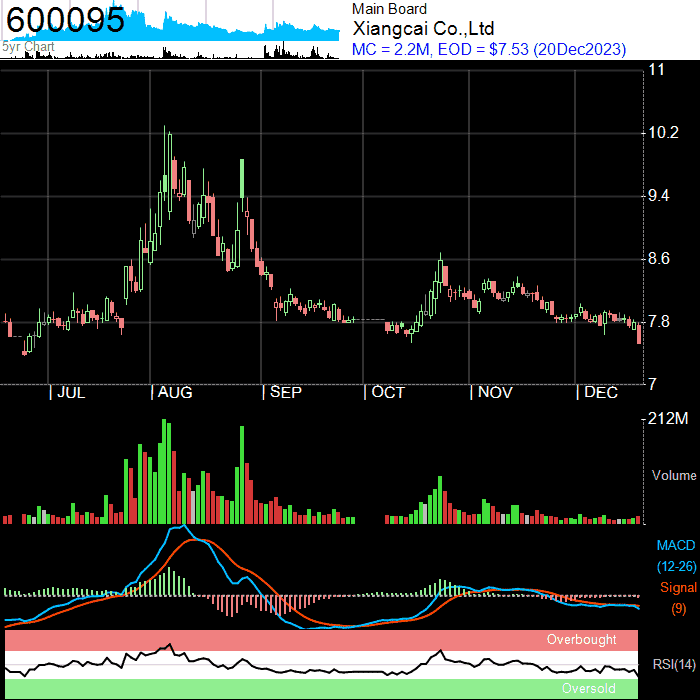 600095
5yr Chart
Main Board
Xiangcai Co.,Ltd
MC = 2.2M, EOD = $7.53 (20Dec2023)
11
10.2
9.4
8.6
7.8
7
JUL
AUG
SEP
OCT
NOV
DEC
212M
Volume
MACD
(12-26)
Signal
(9)
Overbought
RSI(14)
Oversold